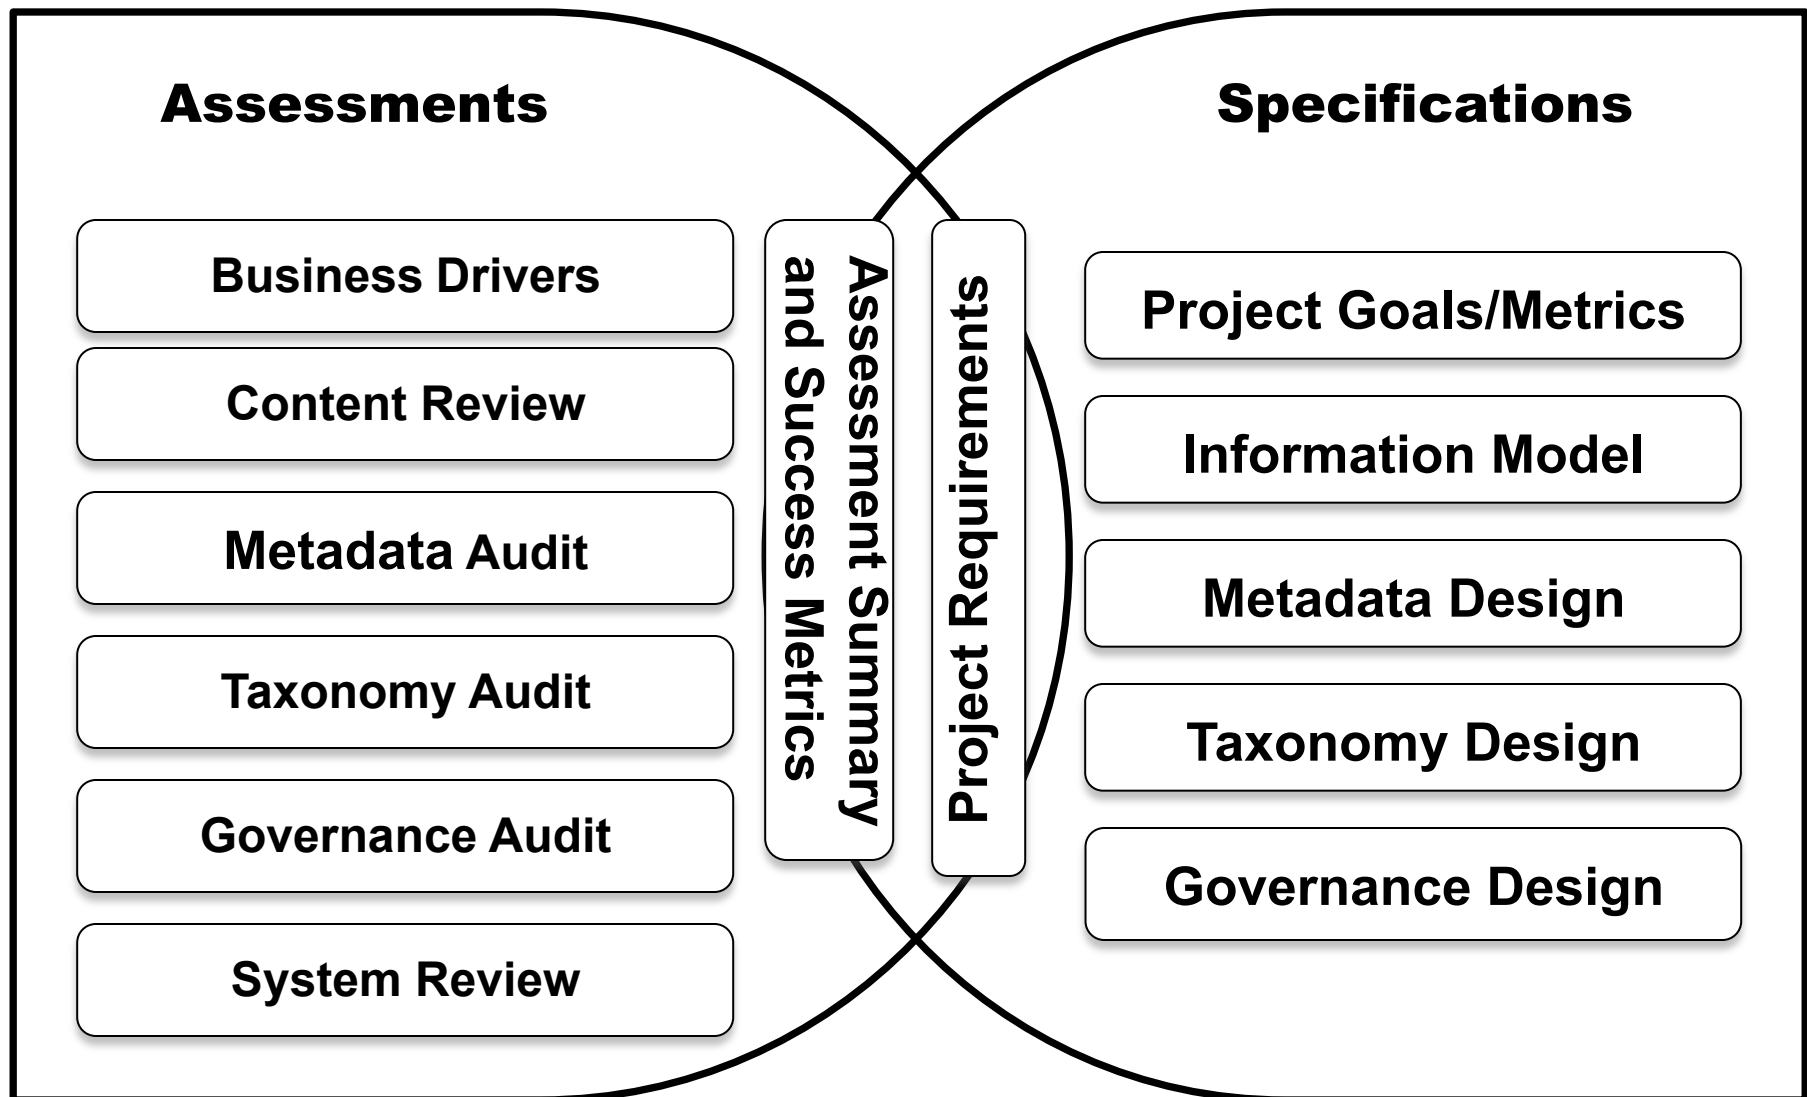 Assessments
Business Drivers
Content Review
Metadata Audit
Taxonomy Audit
Governance Audit
System Review
Assessment Summary
and Success Metrics
Project Requirements
Specifications
Project Goals/Metrics
Information Model
Metadata Design
Taxonomy Design
Governance Design